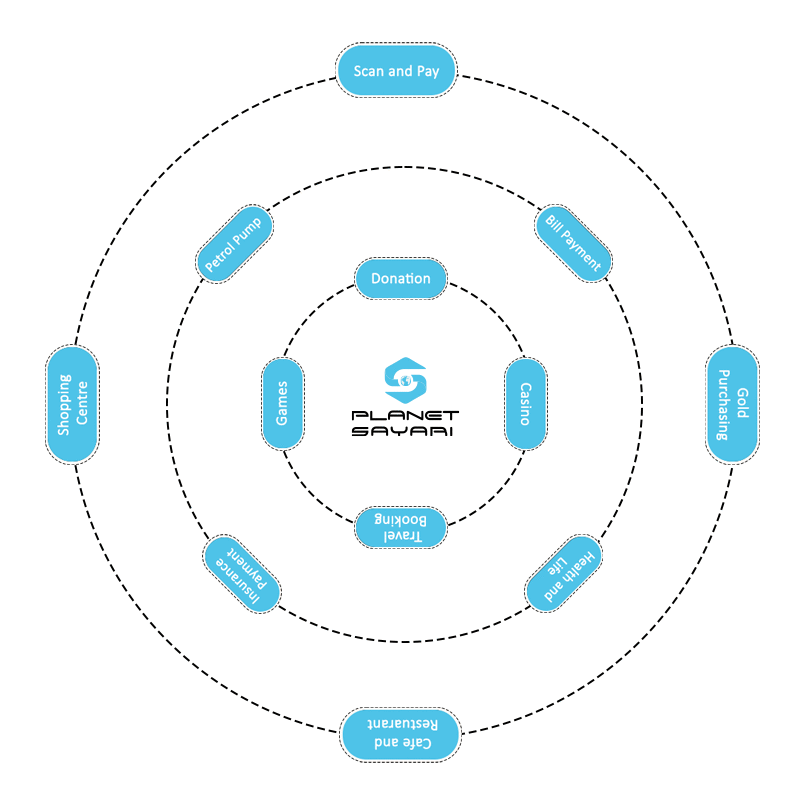 Scan and Pay
Petrol Pump
Bill Payment
Donation
Shopping
Centre
Games
PLANET
SAYARI
Casino
Gold
Purchasing
Travel
Booking
Insurance
Payment
Health and
Life
Cafe and
Restuarant